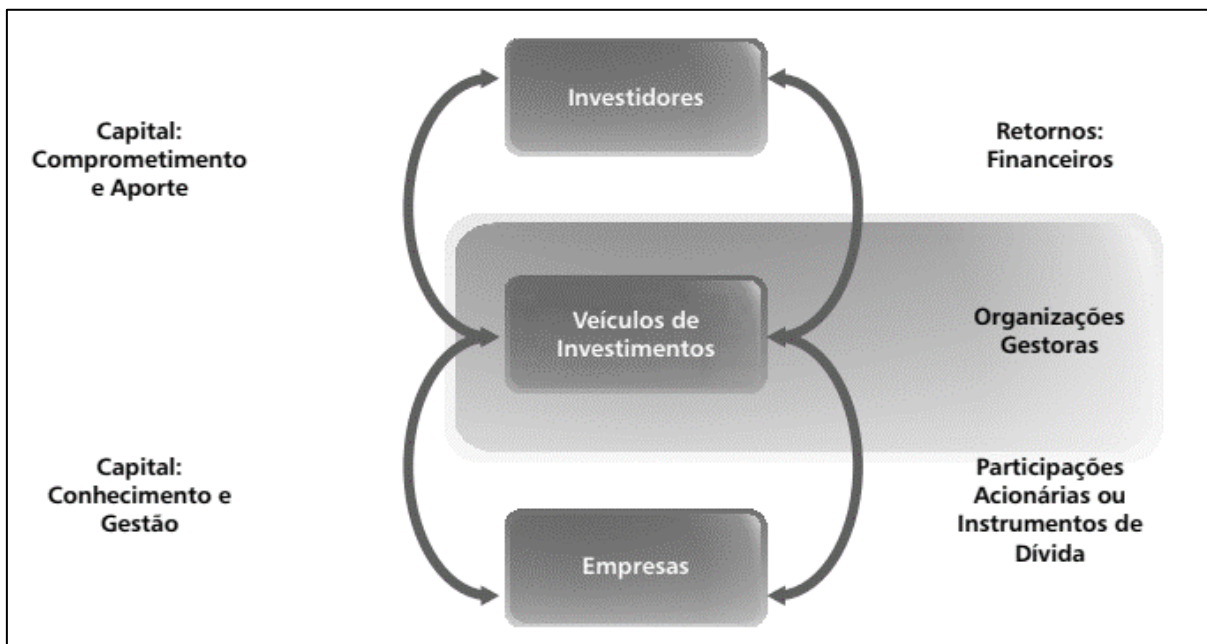 Investidores
Capital:
Comprometimento
e Aporte
Retornos:
Financeiros
Veículos de
Investimentos
Organizações
Gestoras
Capital:
Conhecimento e
Gestão
Participações
Acionárias ou
Instrumentos de
Dívida
Empresas